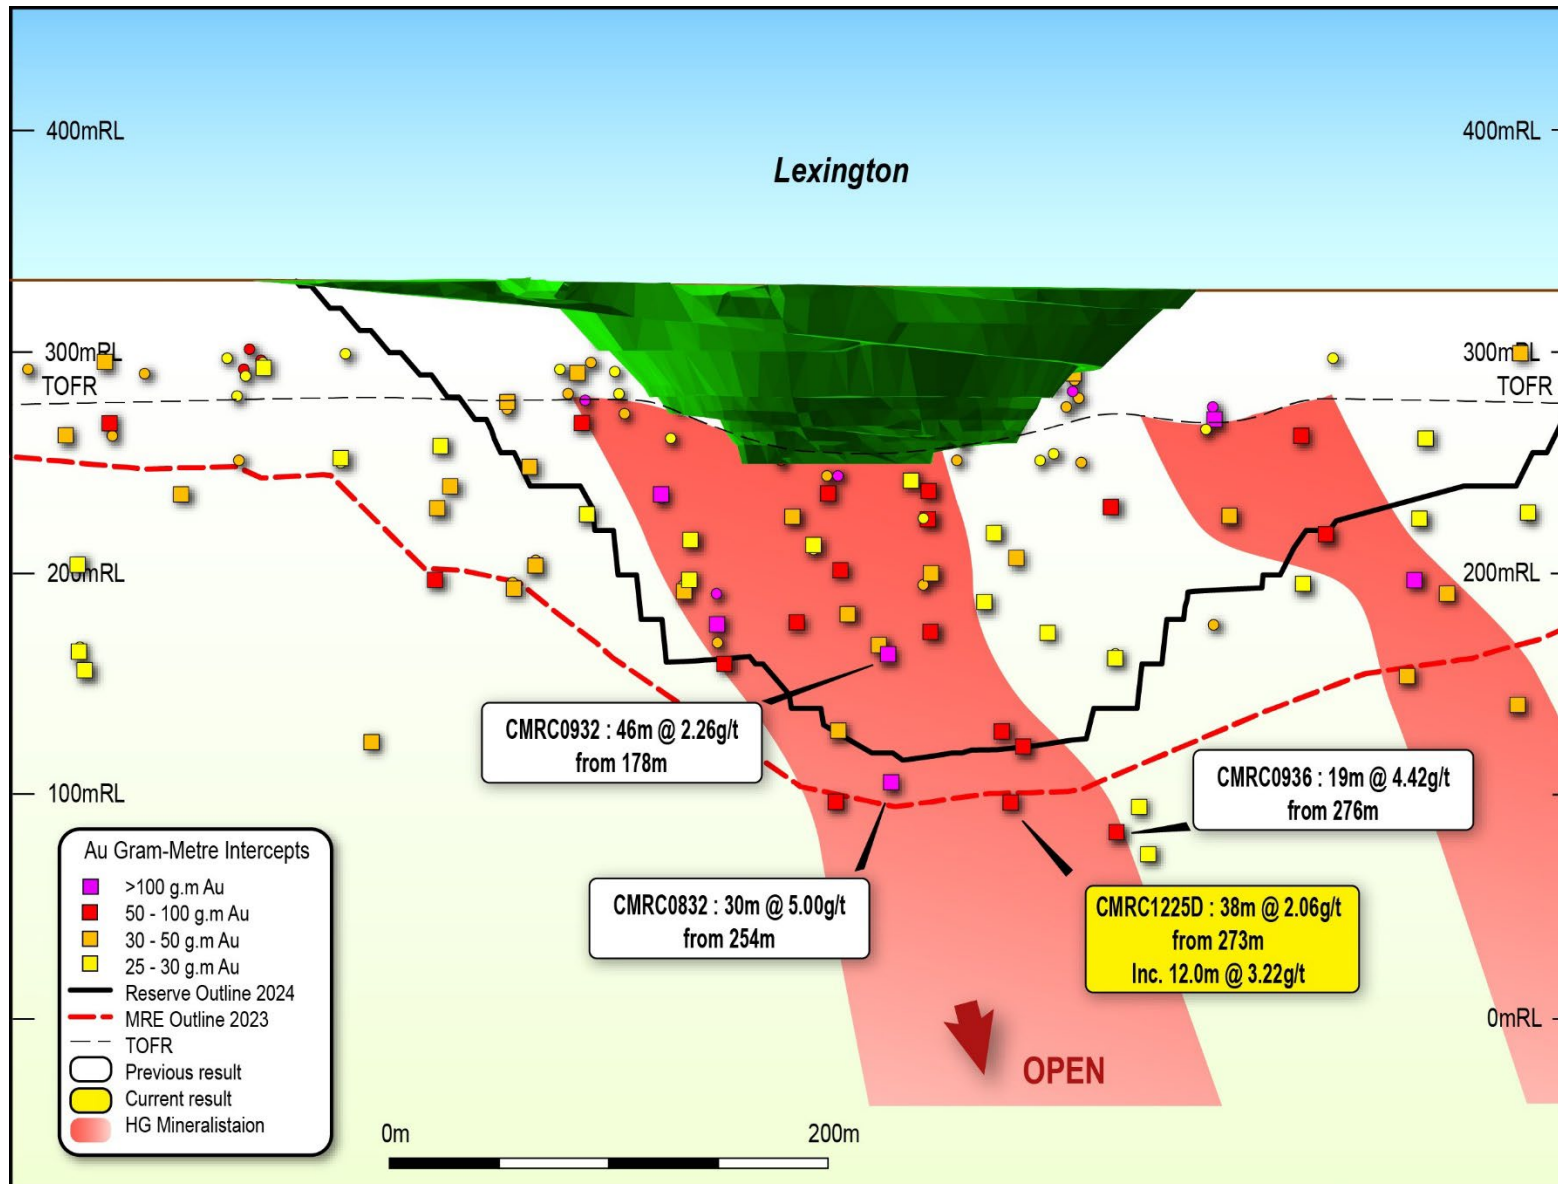 400mRL
400mRL
Lexington
300mRL
300mRL
TOFR
TOFR
200mRL
200mRL
CMRC0932 : 46m @ 2.26g/t
from 178m
100mRL
CMRC0936 : 19m @ 4.42g/t
from 276m
CMRC0832 : 30m @ 5.00g/t
from 254m
CMRC1225D : 38m @ 2.06g/t
from 273m
Inc. 12.0m @ 3.22g/t
Au Gram-Metre Intercepts
>100 g.m Au
50 - 100 g.m Au
30 - 50 g.m Au
25 - 30 g.m Au
Reserve Outline 2024
MRE Outline 2023
TOFR
Previous result
Current result
HG Mineralistaion
0mRL
OPEN
0m
200m